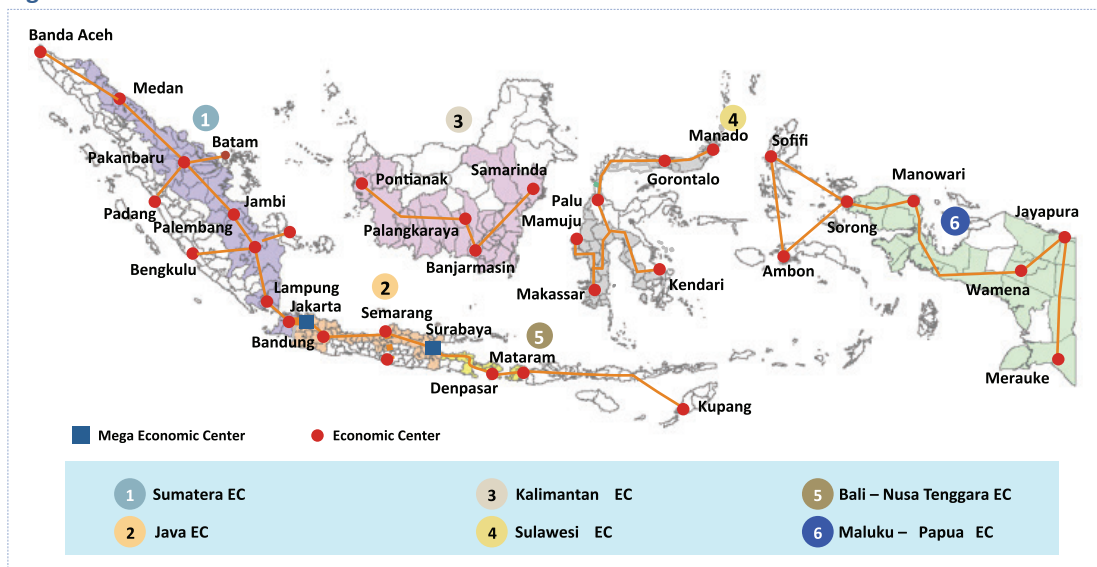 Banda Aceh
Medan
1
Batam
Pakanbaru
Padang
Jambi
Palembang
Bengkulu
Lampung
Jakarta
Bandung
2
Semarang
Surabaya
3
Pontianak
Samarinda
Palangkaraya
Banjarmasin
4
Manado
Gorontalo
Palu
Mamuju
Makassar
Kendari
5
Mataram
Denpasar
Kupang
Sofifi
Ambon
Sorong
Manowari
6
Jayapura
Wamena
Merauke
Mega Economic Center
Economic Center
1 Sumatera EC
2 Java EC
3 Kalimantan EC
4 Sulawesi EC
5 Bali – Nusa Tenggara EC
6 Maluku – Papua EC